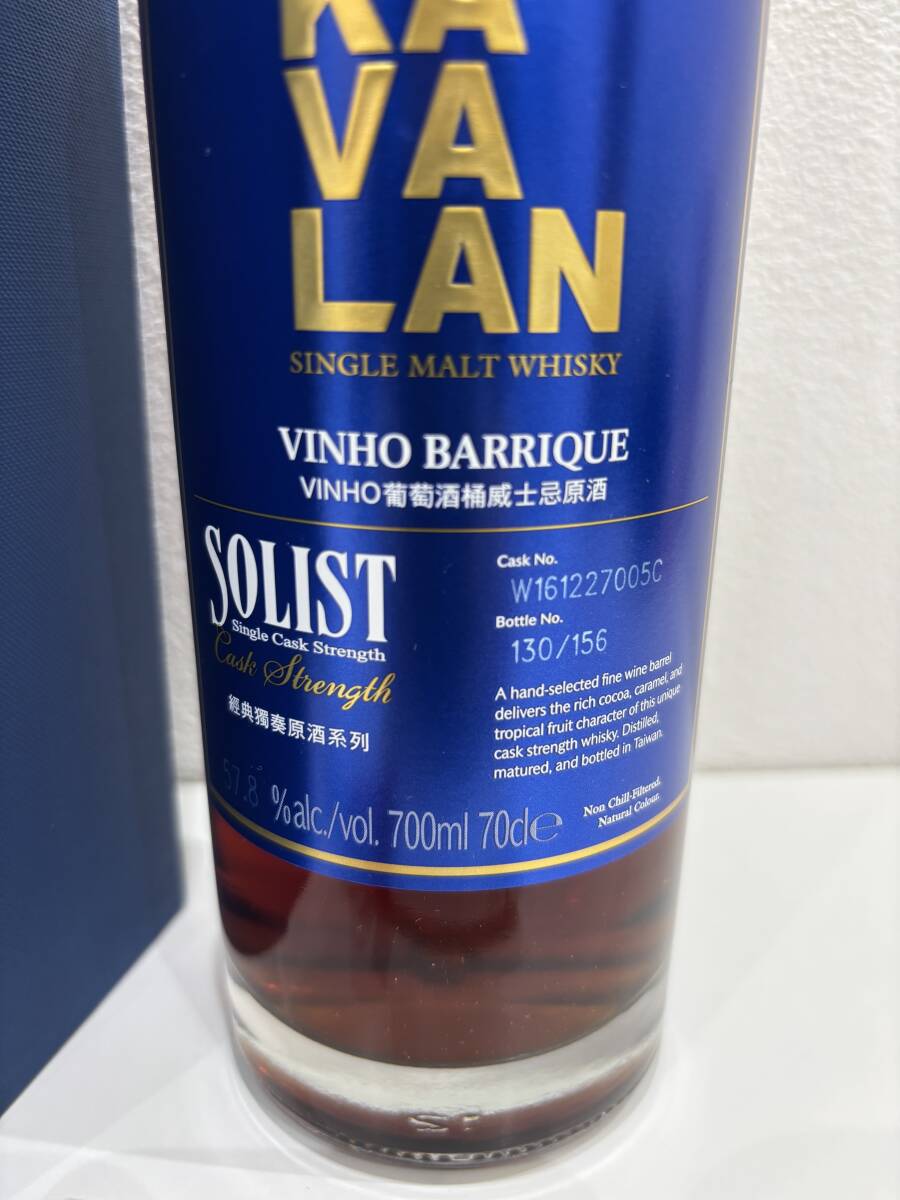 KA
VA
LAN
SINGLE MALT WHISKY
VINHO BARRIQUE
VINHO葡萄酒桶威士忌原酒
SOLIST
Single Cask Strength
Cask Strength
經典獨奏原酒系列
Cask No.
W161227005C
Bottle No.
130/156
A hand-selected fine wine barrel
delivers the rich cocoa, caramel, and
tropical fruit character of this unique
cask strength whisky. Distilled,
matured, and bottled in Taiwan.
57.8 %alc./vol. 700ml 70cl℮
Non Chill-Filtered.
Natural Colour.